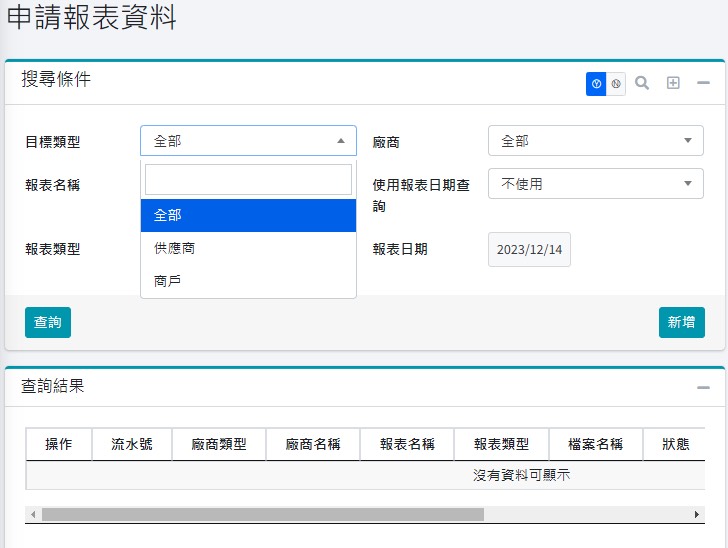 申請報表資料
搜尋條件
Y N
目標類型 全部 廠商 全部
報表名稱 使用報表日期查詢 不使用
全部
供應商
商戶
報表類型 報表日期 2023/12/14
查詢 新增
查詢結果
操作 流水號 廠商類型 廠商名稱 報表名稱 報表類型 檔案名稱 狀態
沒有資料可顯示